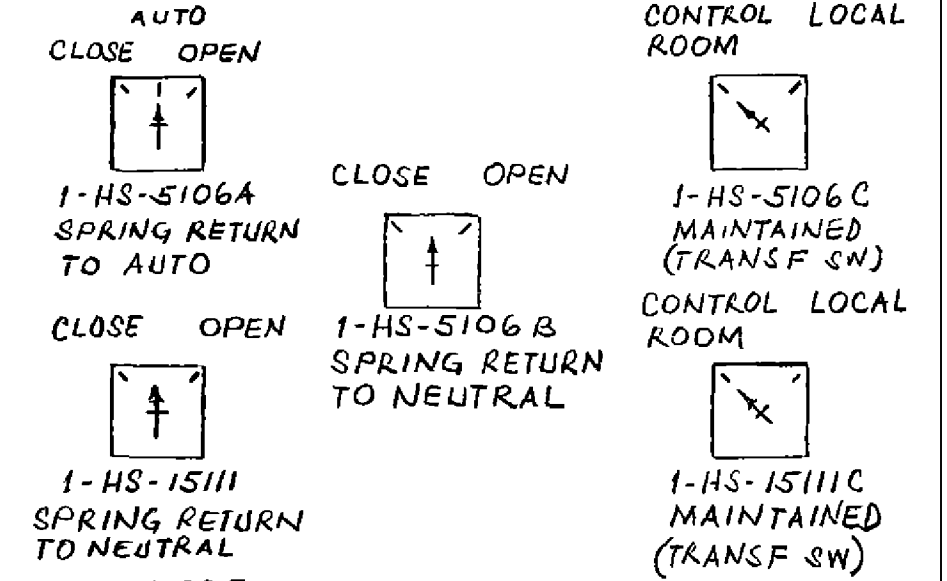 AUTO
CLOSE OPEN
1-HS-5106A
SPRING RETURN
TO AUTO
CLOSE OPEN
1-HS-15111
SPRING RETURN
TO NEUTRAL
CLOSE OPEN
1-HS-5106B
SPRING RETURN
TO NEUTRAL
CONTROL LOCAL
ROOM
1-HS-5106C
MAINTAINED
(TRANSF SW)
CONTROL LOCAL
ROOM
1-HS-15111C
MAINTAINED
(TRANSF SW)